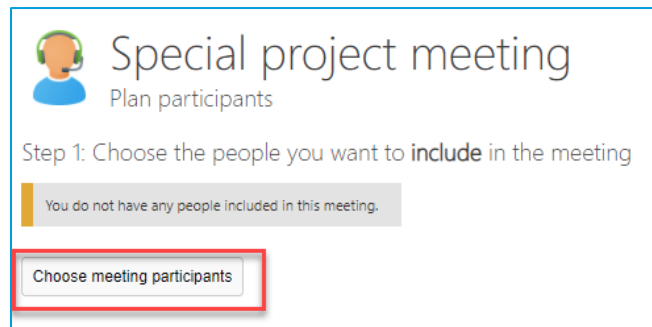 Special project meeting
Plan participants
Step 1: Choose the people you want to include in the meeting
You do not have any people included in this meeting.
Choose meeting participants